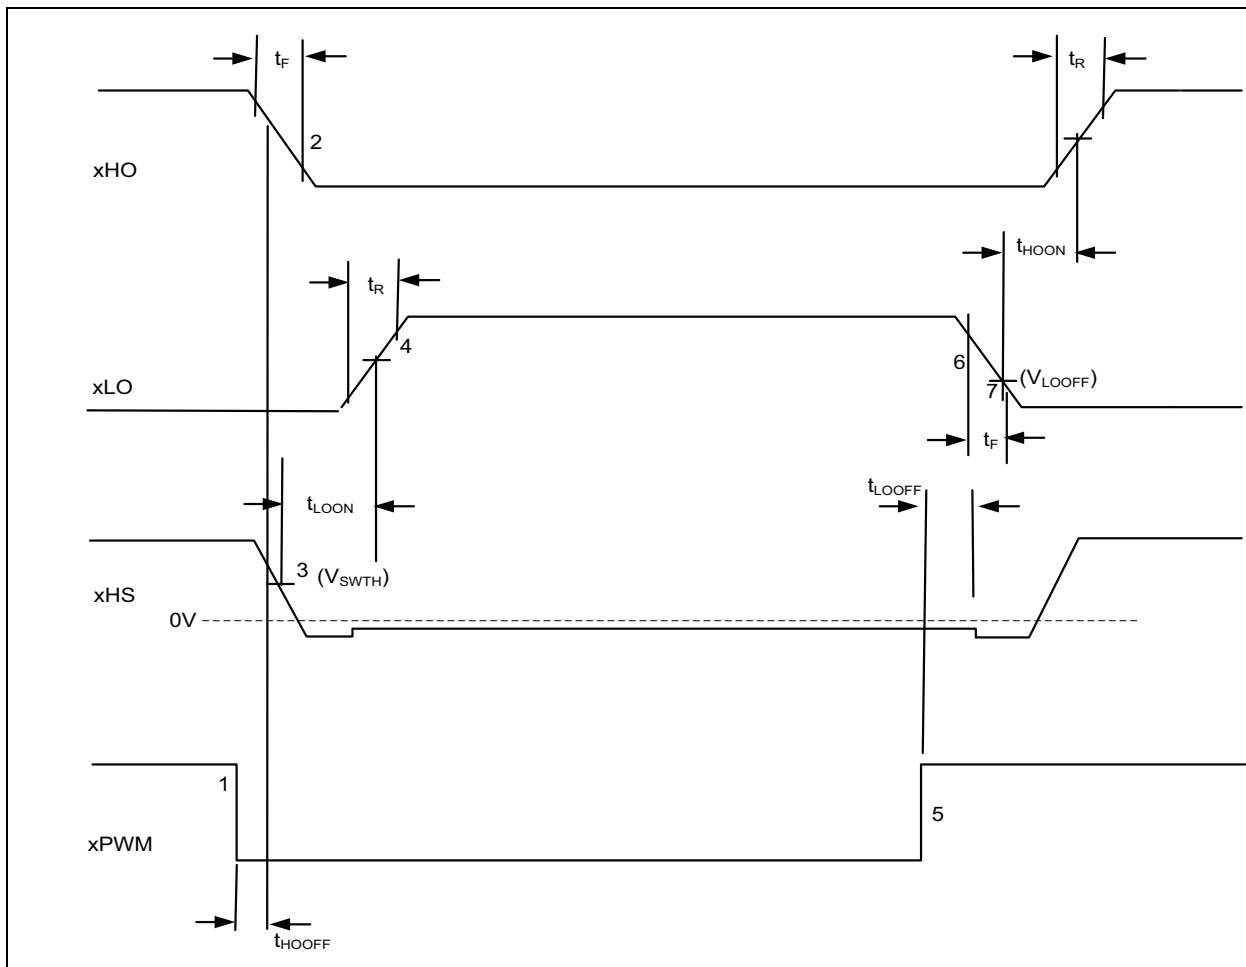 tF
tR
2
xHO
tHOON
tR
4
6
7
(VLOOFF)
xLO
tF
tLOOFF
tLOON
3 (VSWTH)
xHS
0V
1
5
xPWM
tHOOFF